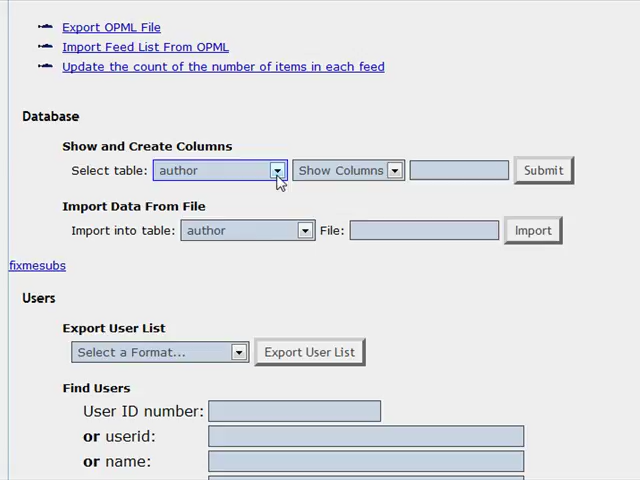 Export OPML File
Import Feed List From OPML
Update the count of the number of items in each feed
Database
Show and Create Columns
Select table: author Show Columns Submit
Import Data From File
Import into table: author File: Import
fixmesubs
Users
Export User List
Select a Format... Export User List
Find Users
User ID number:
or userid:
or name: